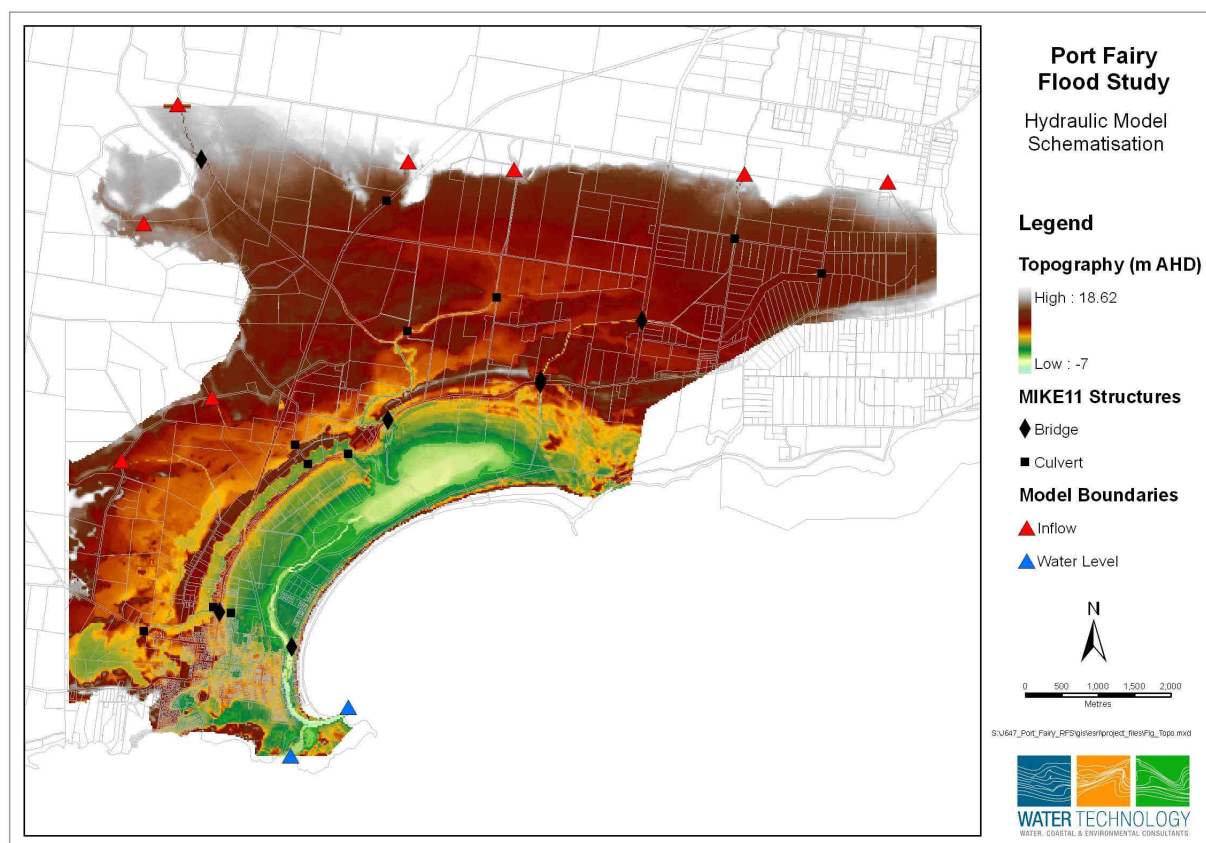 Port Fairy
Flood Study
Hydraulic Model
Schematisation
Legend
Topography (m AHD)
High : 18.62
Low : -7
MIKE11 Structures
Bridge
Culvert
Model Boundaries
Inflow
Water Level
N
0 500 1,000 1,500 2,000
Metres
S:\J647_Port_Fairy_RFS\gis\esri\project_files\Fig_Topo.mxd
WATER TECHNOLOGY
WATER, COASTAL & ENVIRONMENTAL CONSULTANTS